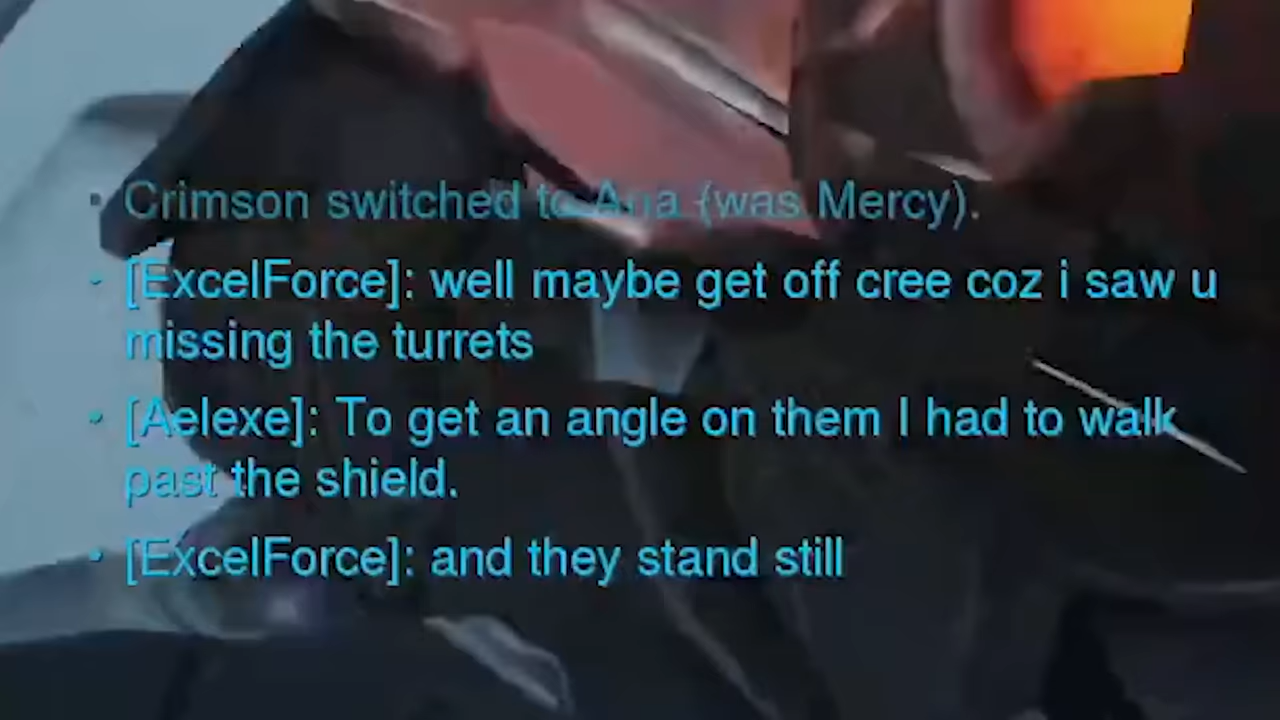 • Crimson switched to Ana (was Mercy).
• [ExcelForce]: well maybe get off cree coz i saw u
missing the turrets
• [Aelexe]: To get an angle on them I had to walk
past the shield.
• [ExcelForce]: and they stand still